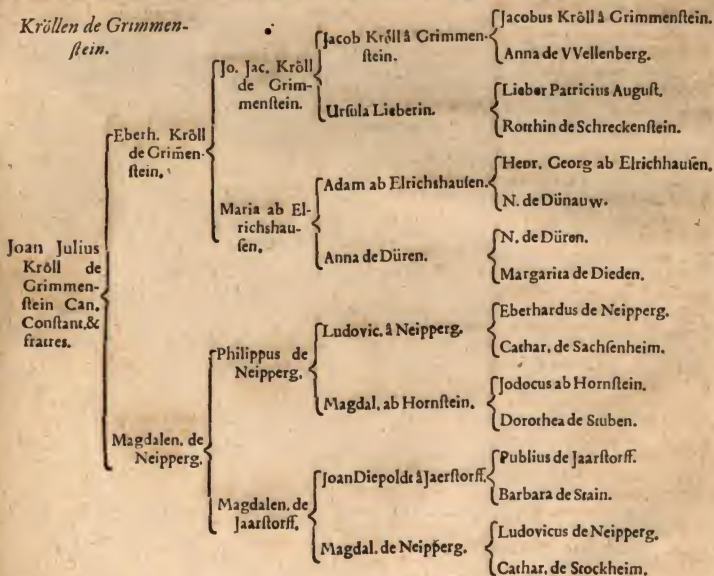 Kröllen de Grimmen-
ſtein.
Joan Julius
Kröll de
Grimmen-
ſtein Can.
Conſtant.&
fratres.
Eberh. Kröll
de Grim̃en-
ſtein.
Magdalen. de
Neipperg.
Jo. Jac. Kröll
de Grim-
menſtein.
Maria ab El-
richshau-
ſen.
Philippus de
Neipperg.
Magdalen. de
Jaarſtorff.
Jacob Kröll â Grimmen-
ſtein.
Urſula Lieberin.
Adam ab Elrichshauſen.
Anna de Düren.
Ludovic. â Neipperg.
Magdal. ab Hornſtein.
Joan Diepoldt â Jaerſtorff.
Magdal. de Neipperg.
Jacobus Kröll â Grimmenſtein.
Anna de VVellenberg.
Lieber Patricius Auguſt.
Rotthin de Schreckenſtein.
Henr. Georg ab Elrichhauſen.
N. de Dünauw.
N. de Düren.
Margarita de Dieden.
Eberhardus de Neipperg.
Cathar. de Sachſenheim.
Jodocus ab Hornſtein.
Dorothea de Stuben.
Publius de Jaarſtorff.
Barbara de Stain.
Ludovicus de Neipperg.
Cathar. de Stockheim.